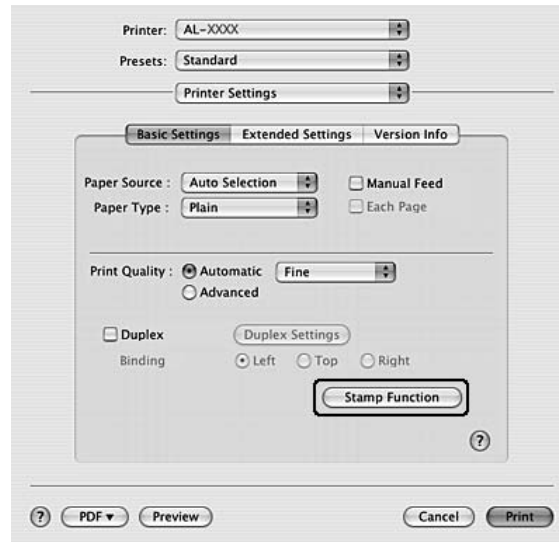 Printer: AL-XXXX
Presets: Standard
Printer Settings
Basic Settings Extended Settings Version Info
Paper Source : Auto Selection Manual Feed
Paper Type : Plain Each Page
Print Quality : Automatic Fine
Advanced
Duplex Duplex Settings
Binding Left Top Right
Stamp Function
?
? PDF▼ Preview Cancel Print